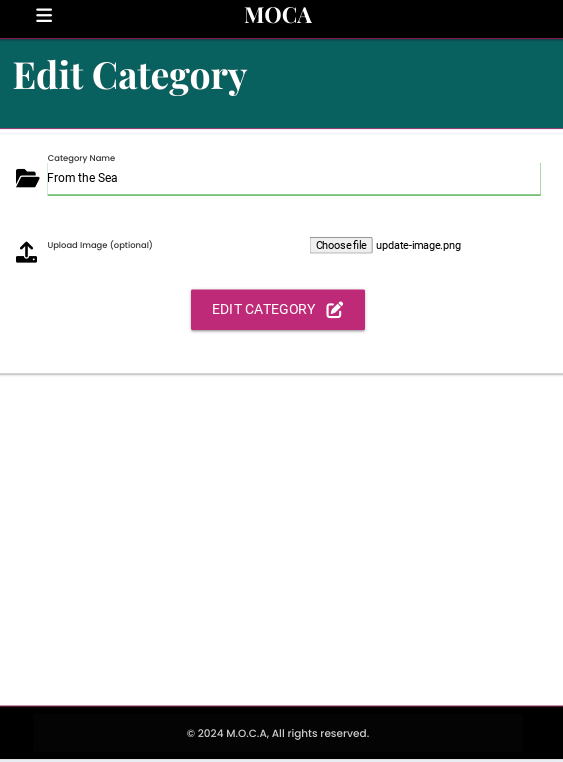 MOCA
Edit Category
Category Name
From the Sea
Upload Image (optional)
Choose file update-image.png
EDIT CATEGORY
© 2024 M.O.C.A, All rights reserved.